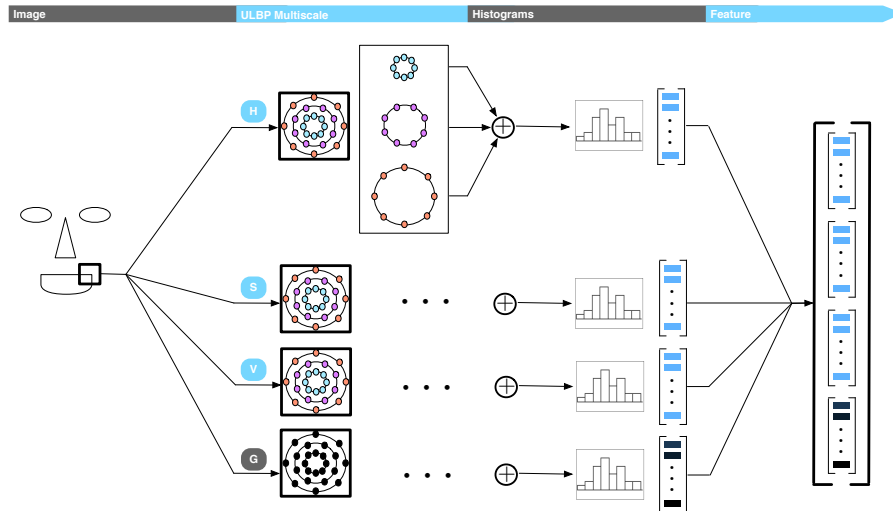 Image
ULBP Multiscale
Histograms
Feature
H
S
V
G